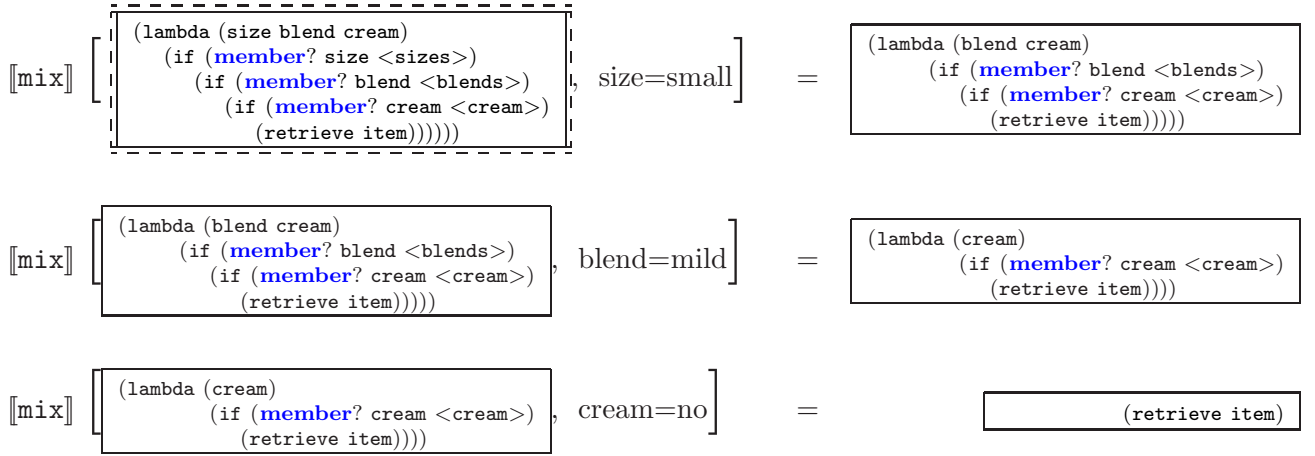 ⟦mix⟧ [(lambda (size blend cream)
(if (member? size <sizes>)
(if (member? blend <blends>)
(if (member? cream <cream>)
(retrieve item)))))), size=small] = (lambda (blend cream)
(if (member? blend <blends>)
(if (member? cream <cream>)
(retrieve item)))))
⟦mix⟧ [(lambda (blend cream)
(if (member? blend <blends>)
(if (member? cream <cream>)
(retrieve item))))), blend=mild] = (lambda (cream)
(if (member? cream <cream>)
(retrieve item))))
⟦mix⟧ [(lambda (cream)
(if (member? cream <cream>)
(retrieve item)))), cream=no] = (retrieve item)